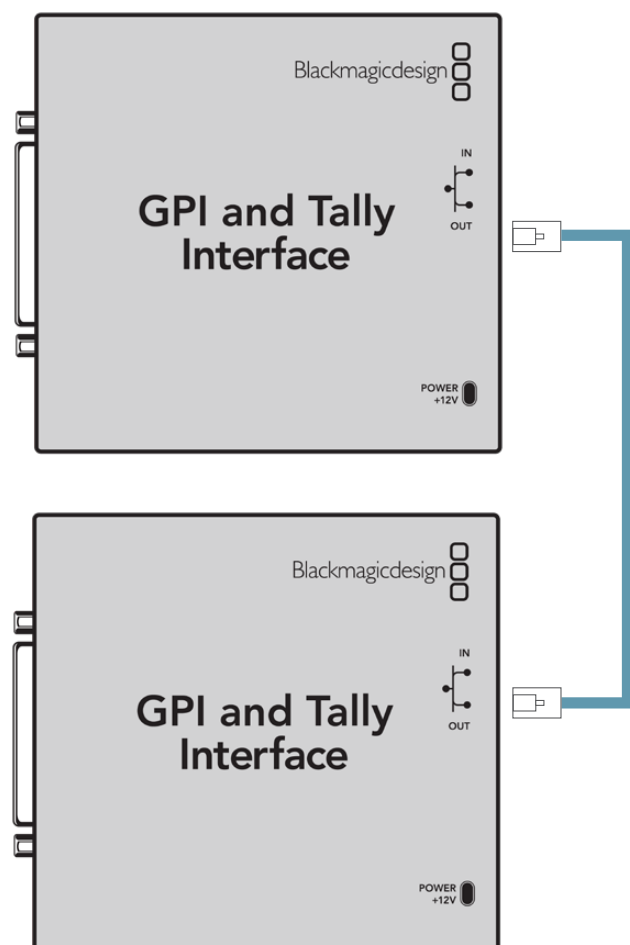 Blackmagicdesign
IN
OUT
GPI and Tally
Interface
POWER
+12V
Blackmagicdesign
IN
OUT
GPI and Tally
Interface
POWER
+12V